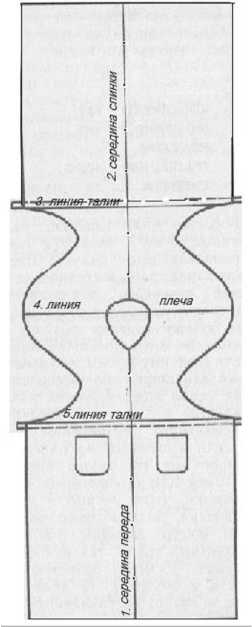 2. середина спинки
3. линия талии
4. линия плеча
5. линия талии
1. середина переда